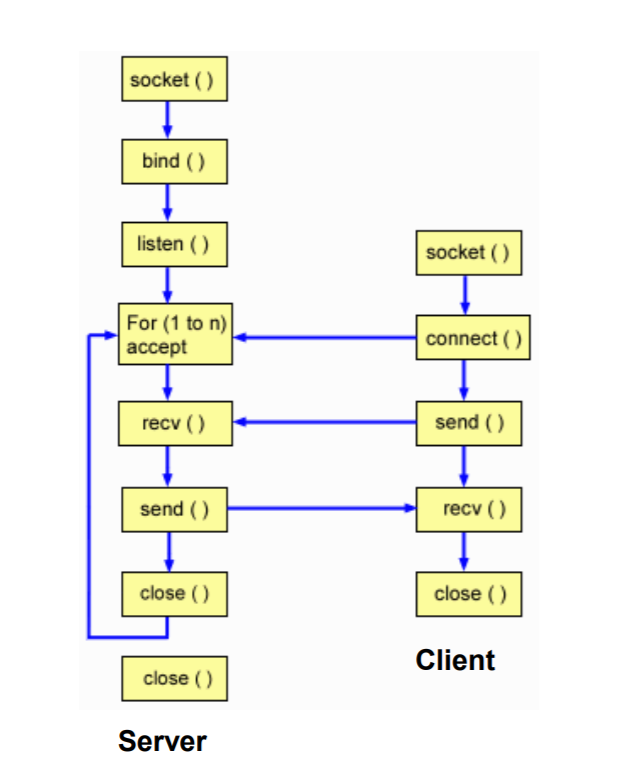 socket ( )
bind ( )
listen ( )
For (1 to n)
accept
recv ( )
send ( )
close ( )
close ( )
Server
socket ( )
connect ( )
send ( )
recv ( )
close ( )
Client